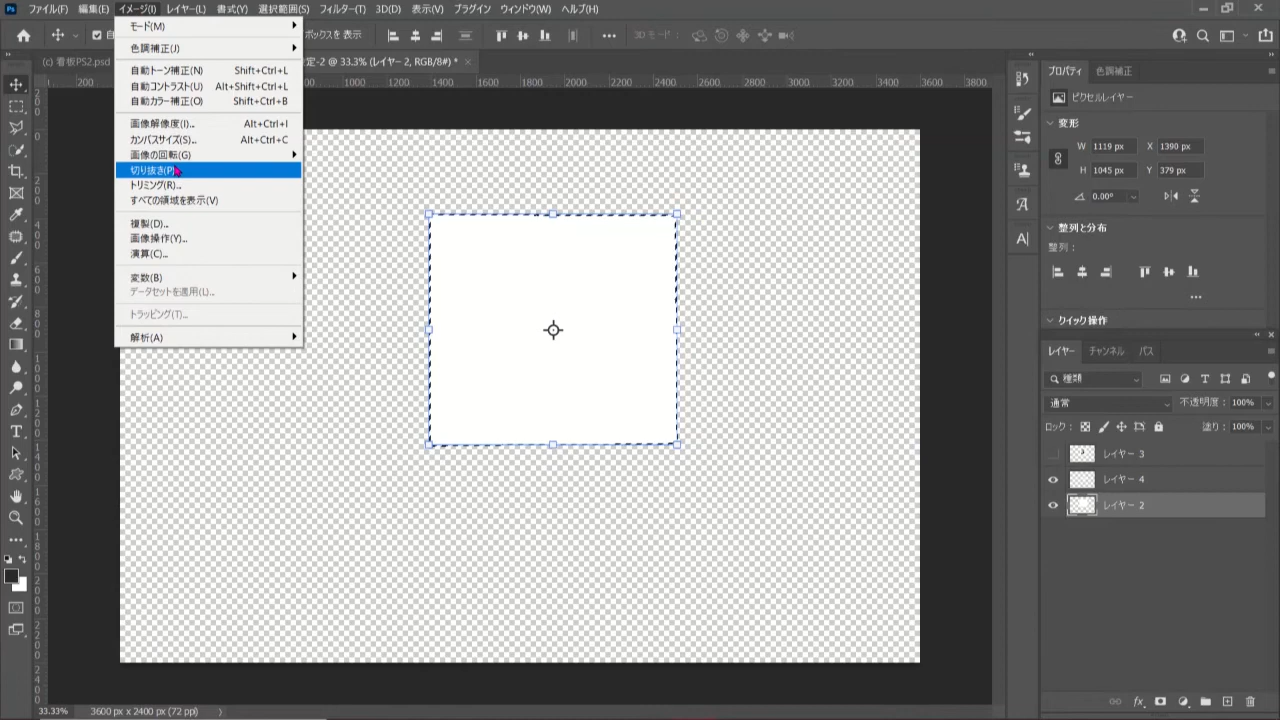 Ps ファイル(F) 編集(E) イメージ(I) レイヤー(L) 書式(Y) 選択範囲(S) フィルター(T) 3D(D) 表示(V) プラグイン ウィンドウ(W) ヘルプ(H)
ボックスを表示 3D モード :
(c) 看板PS2.psd
定-2 @ 33.3% (レイヤー 2, RGB/8#) * ×
モード(M)
色調補正(J)
自動トーン補正(N) Shift+Ctrl+L
自動コントラスト(U) Alt+Shift+Ctrl+L
自動カラー補正(O) Shift+Ctrl+B
画像解像度(I)... Alt+Ctrl+I
カンバスサイズ(S)... Alt+Ctrl+C
画像の回転(G)
切り抜き(P)
トリミング(R)...
すべての領域を表示(V)
複製(D)...
画像操作(Y)...
演算(C)...
変数(B)
データセットを適用(L)...
トラッピング(T)...
解析(A)
200 800 1000 1200 1400 1600 1800 2000 2200 2400 2600 2800 3000 3200 3400 3600 3800
プロパティ 色調補正
ピクセルレイヤー
変形
W 1119 px X 1390 px
H 1045 px Y 379 px
0.00°
整列と分布
整列 :
クイック操作
レイヤー チャンネル パス
種類
通常 不透明度 : 100%
ロック : 塗り : 100%
レイヤー 3
レイヤー 4
レイヤー 2
fx
33.33% 3600 px x 2400 px (72 ppi)